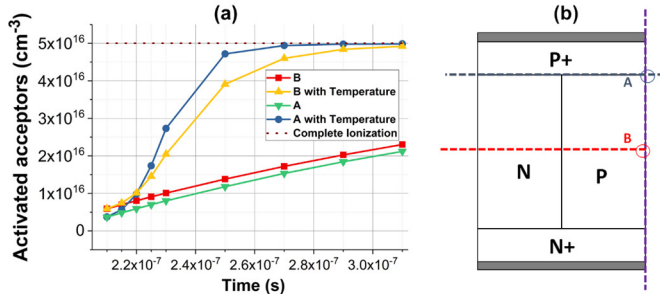 (a)
Activated acceptors (cm⁻³)
5x10¹⁶
4x10¹⁶
3x10¹⁶
2x10¹⁶
1x10¹⁶
0
B
B with Temperature
A
A with Temperature
Complete Ionization
2.2x10⁻⁷ 2.4x10⁻⁷ 2.6x10⁻⁷ 2.8x10⁻⁷ 3.0x10⁻⁷
Time (s)
(b)
P+
A
B
N P
N+